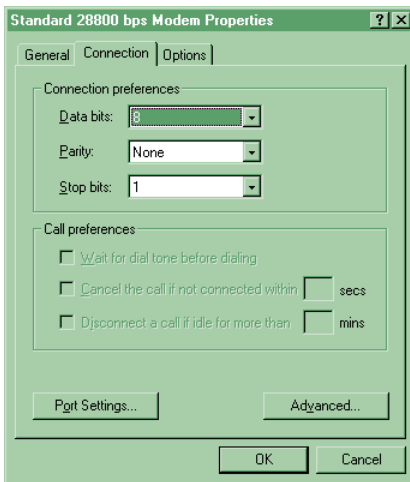 Standard 28800 bps Modem Properties ? ×
General Connection Options
Connection preferences
Data bits: 8
Parity: None
Stop bits: 1
Call preferences
Wait for dial tone before dialing
Cancel the call if not connected within secs
Disconnect a call if idle for more than mins
Port Settings... Advanced...
OK Cancel